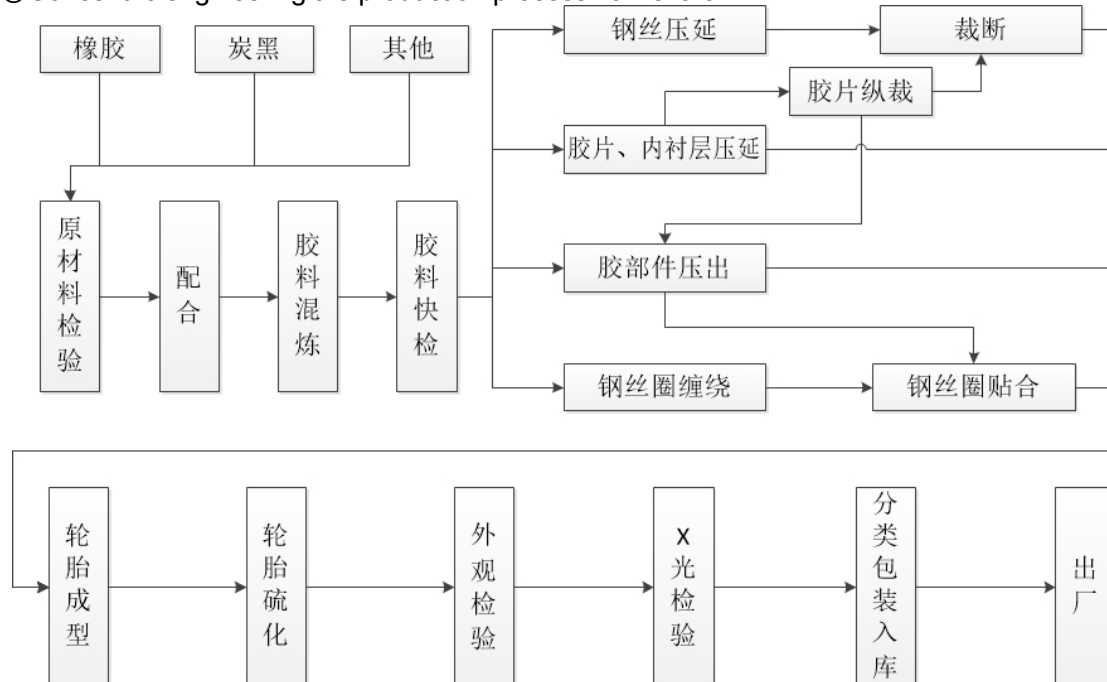 橡胶
炭黑
其他
钢丝压延
裁断
胶片纵裁
胶片、内衬层压延
原材料检验
配合
胶料混炼
胶料快检
胶部件压出
钢丝圈缠绕
钢丝圈贴合
轮胎成型
轮胎硫化
外观检验
X光检验
分类包装入库
出厂